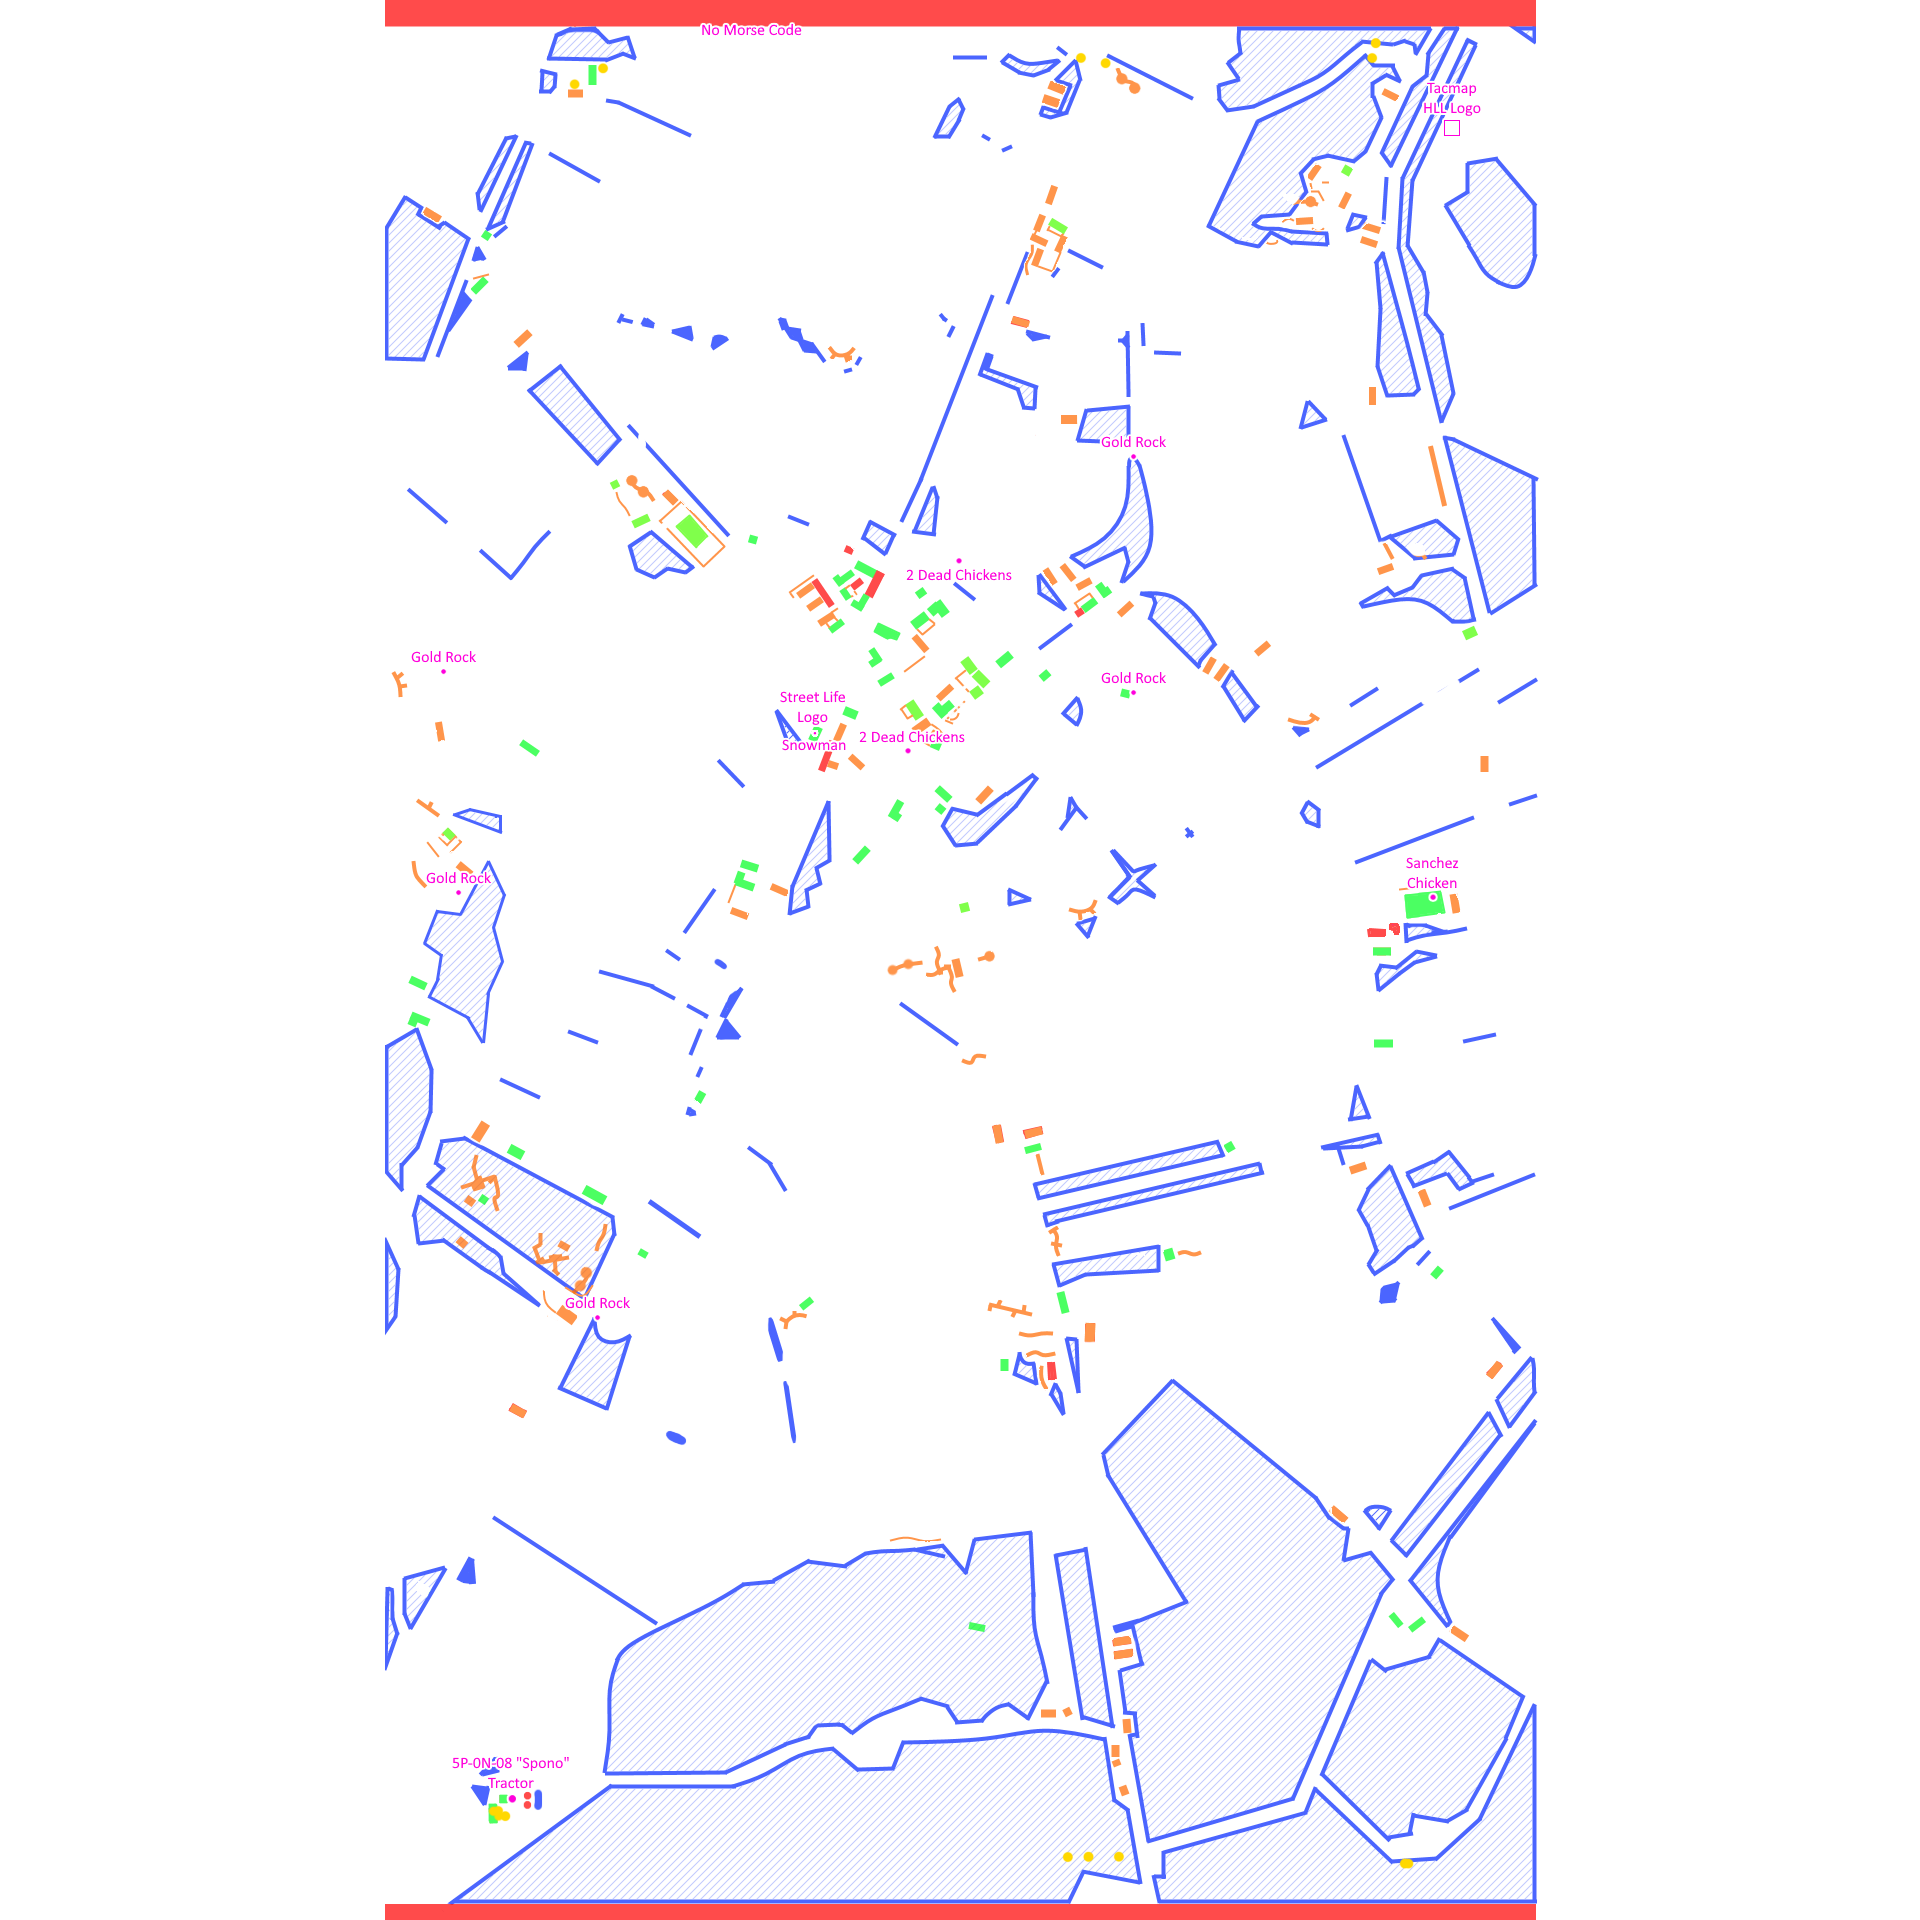 No Morse Code
Tacmap
HLL Logo
Gold Rock
2 Dead Chickens
Gold Rock
Gold Rock
Street Life
Logo
Snowman
2 Dead Chickens
Sanchez
Chicken
Gold Rock
Gold Rock
5P-0N-08 "Spono"
Tractor